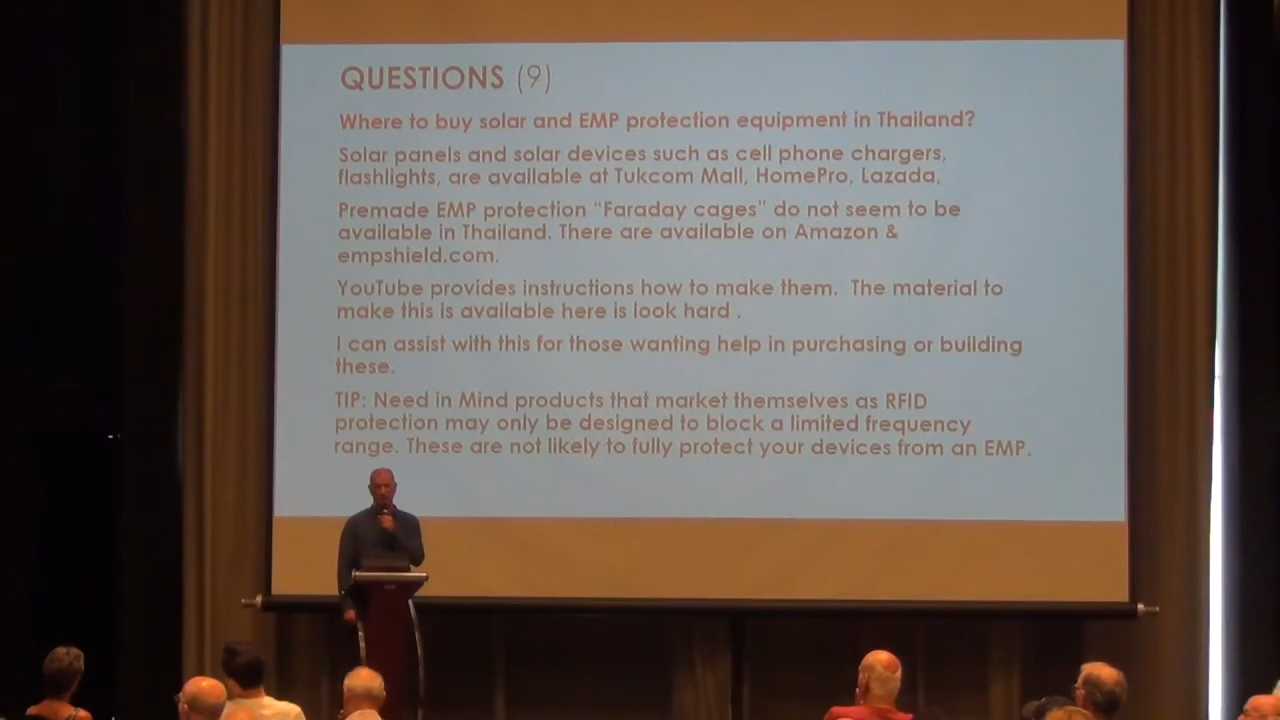 QUESTIONS (9)
Where to buy solar and EMP protection equipment in Thailand?
Solar panels and solar devices such as cell phone chargers,
flashlights, are available at Tukcom Mall, HomePro, Lazada,
Premade EMP protection “Faraday cages” do not seem to be
available in Thailand. There are available on Amazon &
empshield.com.
YouTube provides instructions how to make them. The material to
make this is available here is look hard .
I can assist with this for those wanting help in purchasing or building
these.
TIP: Need in Mind products that market themselves as RFID
protection may only be designed to block a limited frequency
range. These are not likely to fully protect your devices from an EMP.